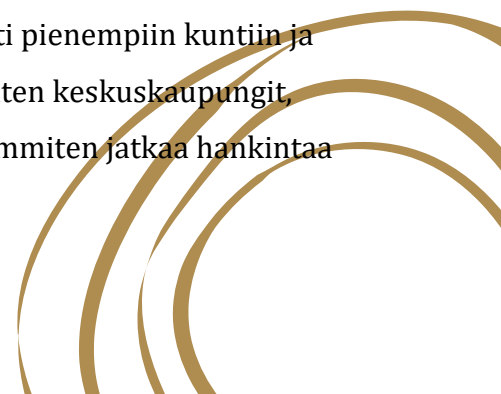 ti pienempiin kuntiin ja
ten keskuskaupungit,
mmiten jatkaa hankintaa